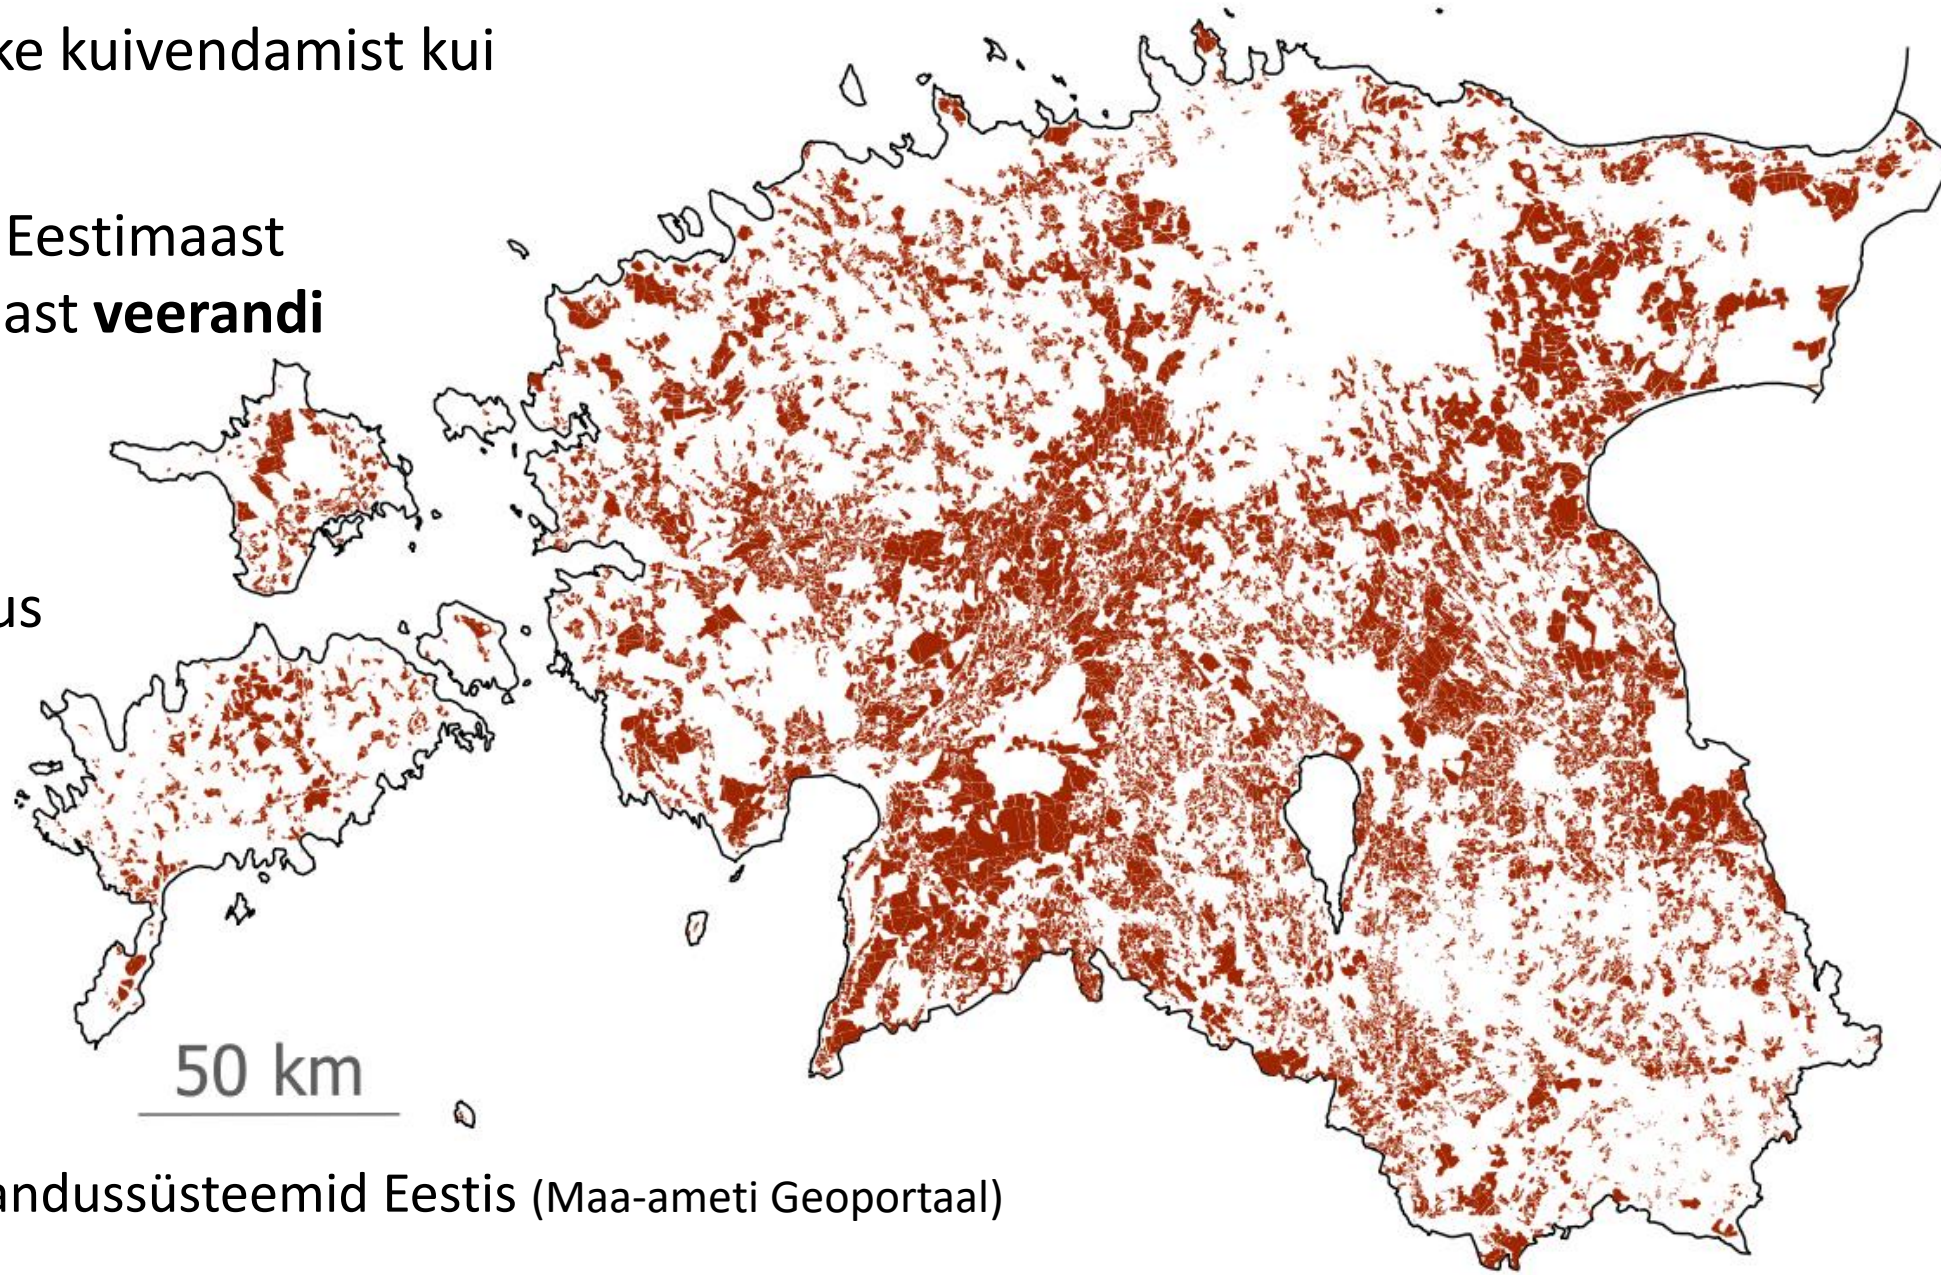 ke kuivendamist kui
Eestimaast
ast veerandi
us
50 km
andussüsteemid Eestis (Maa-ameti Geoportaal)